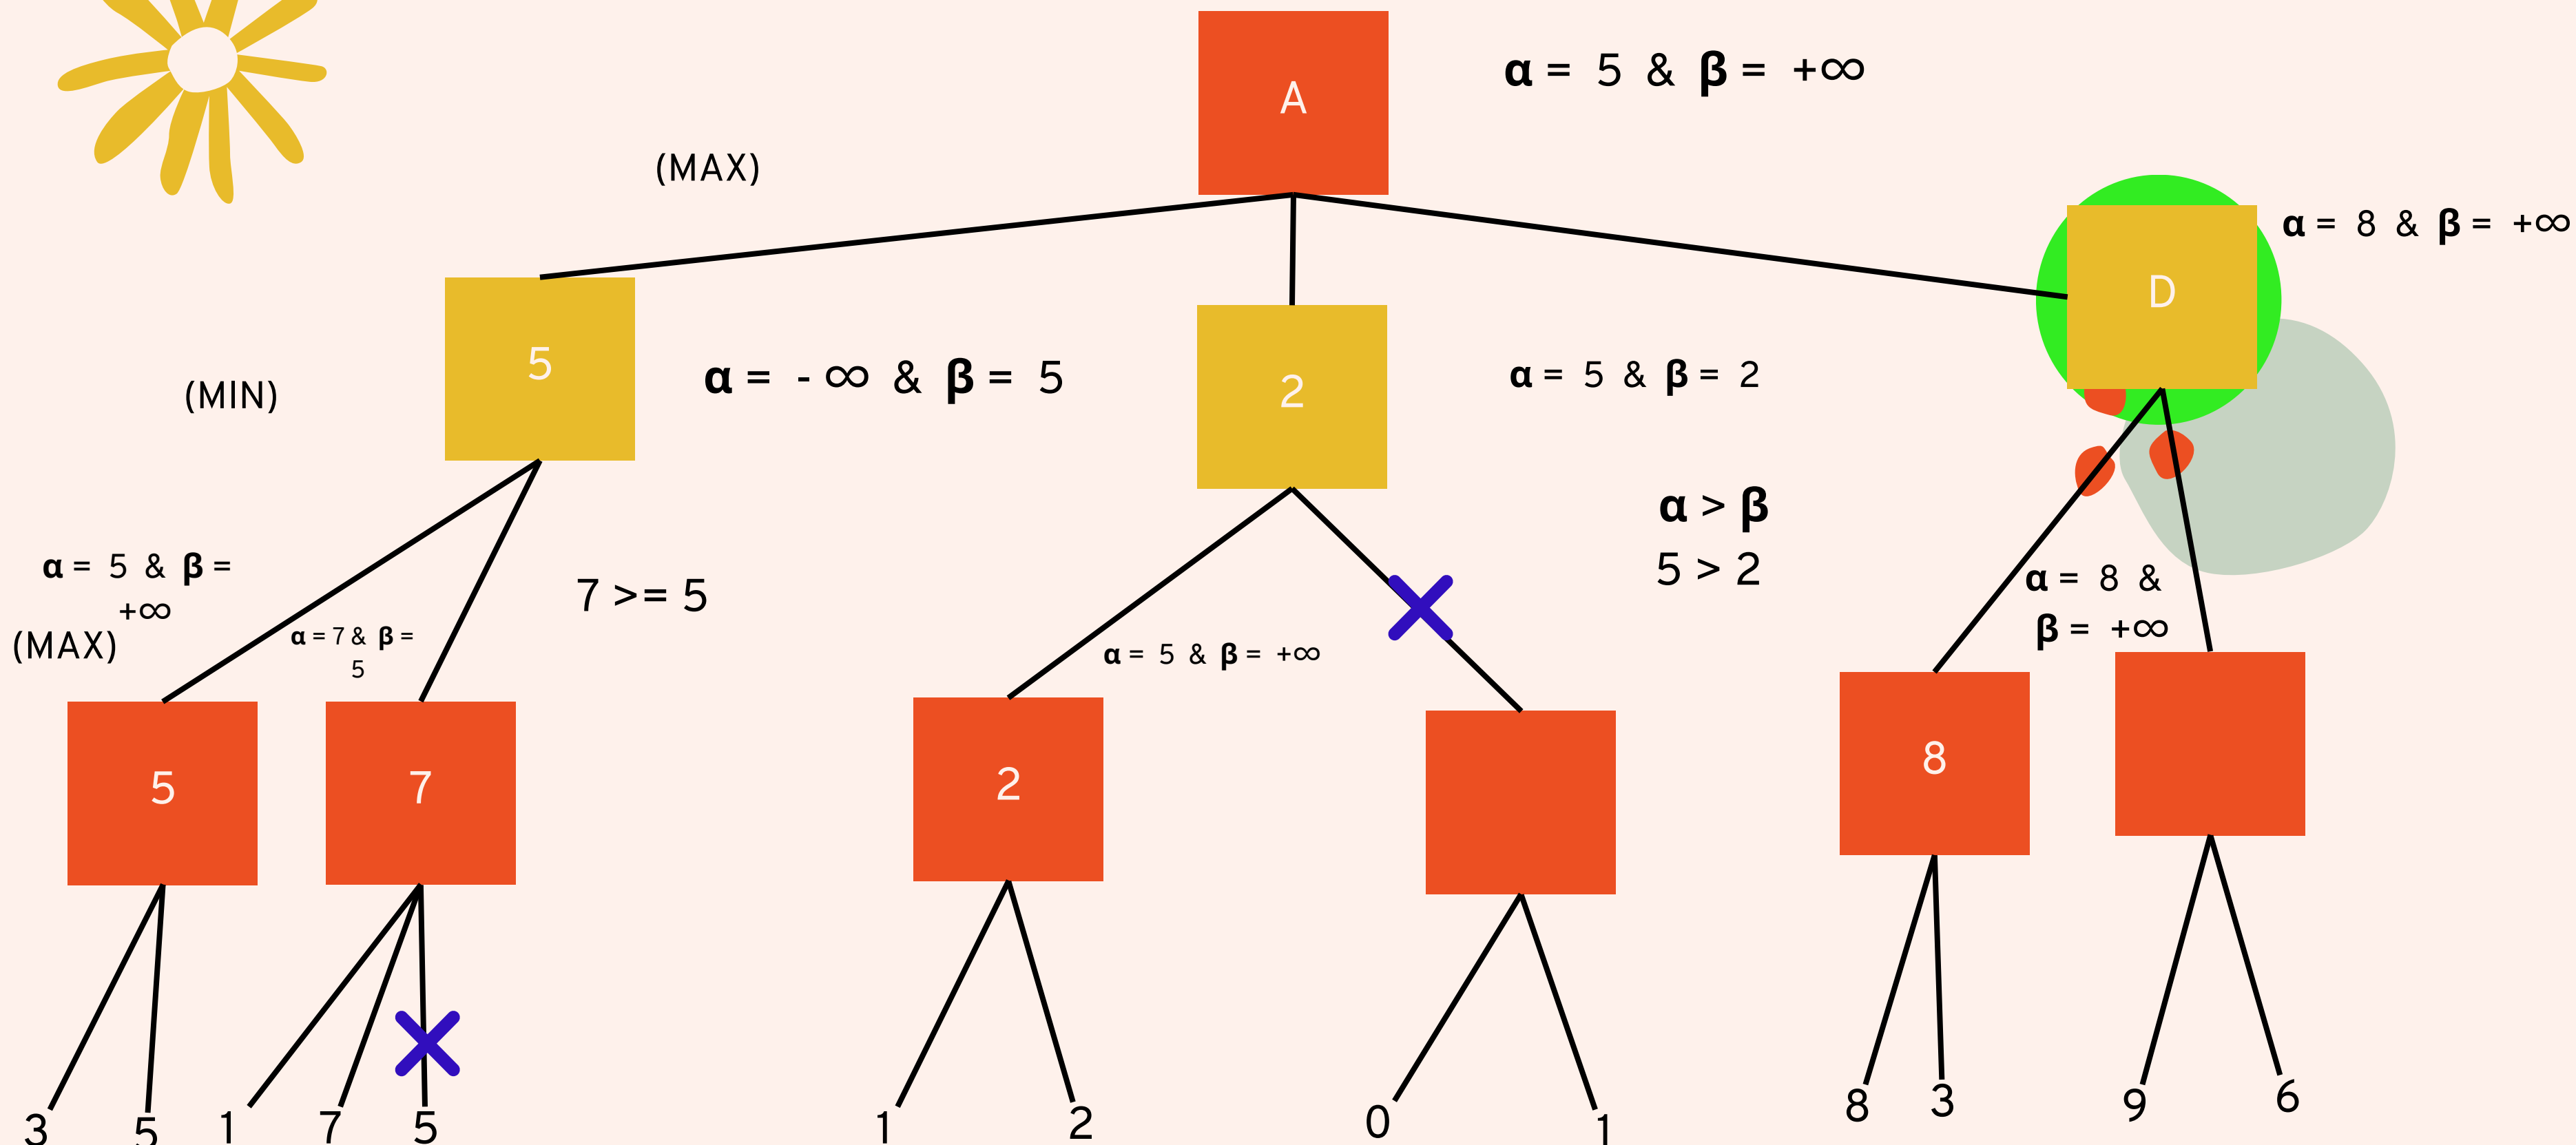 A
α = 5 & β = +∞
(MAX)
D
α = 8 & β = +∞
5
α = - ∞ & β = 5
2
α = 5 & β = 2
(MIN)
α > β
5 > 2
α = 5 & β =
+∞
7 >= 5
α = 8 &
β = +∞
(MAX)
α = 7 & β =
5
α = 5 & β = +∞
5
7
2
8
3
5
1
7
5
1
2
0
1
8
3
9
6